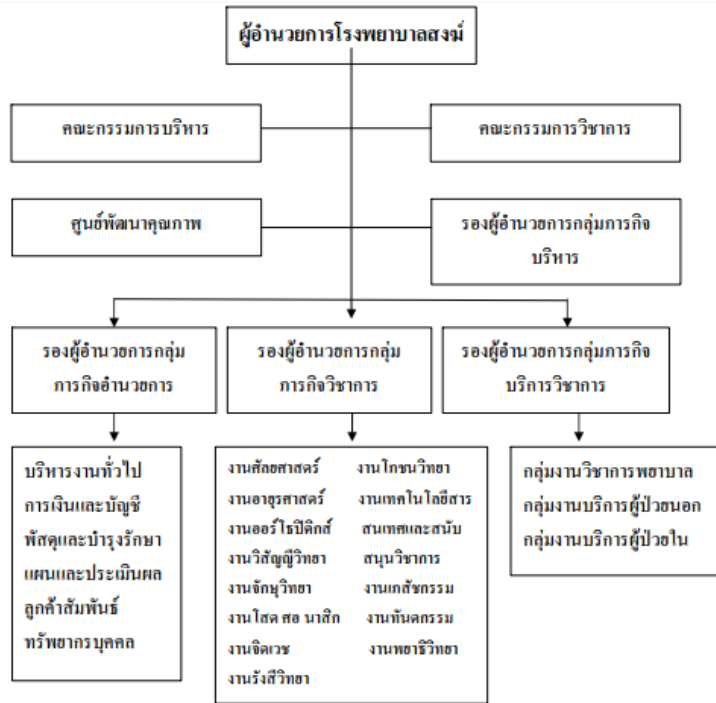 ผู้อำนวยการโรงพยาบาลสงฆ์
คณะกรรมการบริหาร
คณะกรรมการวิชาการ
ศูนย์พัฒนาคุณภาพ
รองผู้อำนวยการกลุ่มภารกิจ
บริหาร
รองผู้อำนวยการกลุ่ม
ภารกิจอำนวยการ
รองผู้อำนวยการกลุ่ม
ภารกิจวิชาการ
รองผู้อำนวยการกลุ่มภารกิจ
บริการวิชาการ
บริหารงานทั่วไป
การเงินและบัญชี
พัสดุและบำรุงรักษา
แผนและประเมินผล
ลูกค้าสัมพันธ์
ทรัพยากรบุคคล
งานศัลยศาสตร์ งานโภชนวิทยา
งานอายุรศาสตร์ งานเทคโนโลยีสาร
งานออร์โธปิดิกส์ สนเทศและสนับ
งานวิสัญญีวิทยา สนุนวิชาการ
งานจักษุวิทยา งานเภสัชกรรม
งานโสต ศอ นาสิก งานทันตกรรม
งานจิตเวช งานพยาธิวิทยา
งานรังสีวิทยา
กลุ่มงานวิชาการพยาบาล
กลุ่มงานบริการผู้ป่วยนอก
กลุ่มงานบริการผู้ป่วยใน